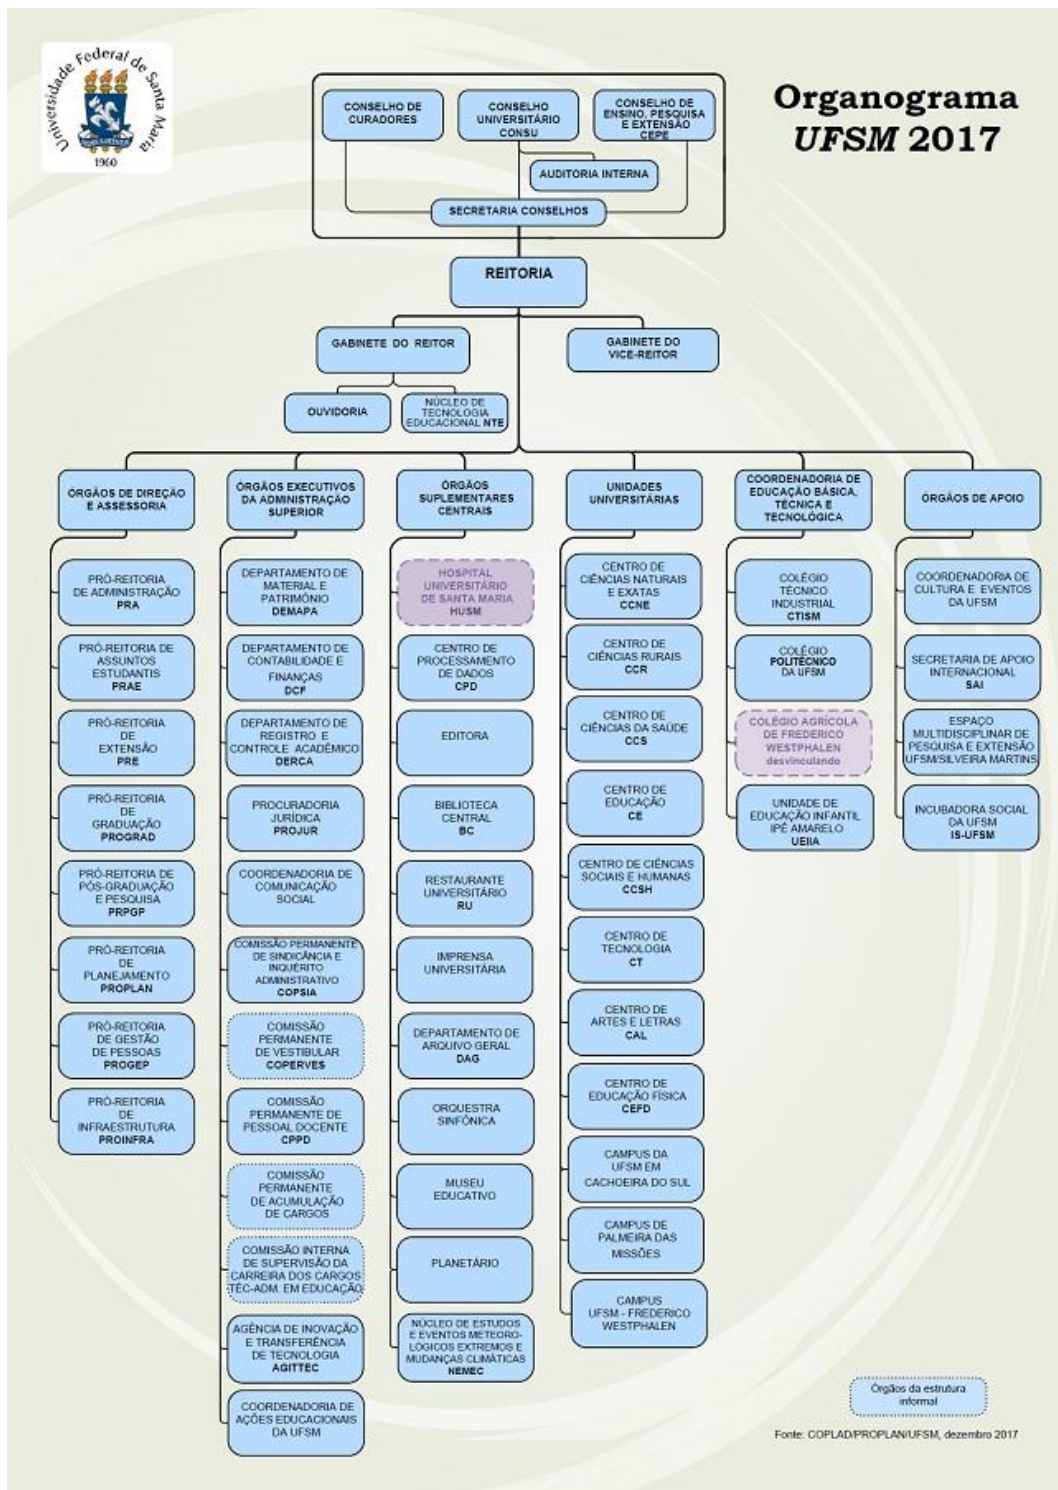 Universidade Federal de Santa Maria
SEDES SAPIENTIAE
1960
Organograma
UFSM 2017
CONSELHO DE
CURADORES
CONSELHO
UNIVERSITÁRIO
CONSU
CONSELHO DE
ENSINO, PESQUISA
E EXTENSÃO
CEPE
AUDITORIA INTERNA
SECRETARIA CONSELHOS
REITORIA
GABINETE DO REITOR
GABINETE DO
VICE-REITOR
OUVIDORIA
NÚCLEO DE
TECNOLOGIA
EDUCACIONAL NTE
ÓRGÃOS DE DIREÇÃO
E ASSESSORIA
PRÓ-REITORIA
DE ADMINISTRAÇÃO
PRA
PRÓ-REITORIA DE
ASSUNTOS
ESTUDANTIS
PRAE
PRÓ-REITORIA
DE
EXTENSÃO
PRE
PRÓ-REITORIA
DE
GRADUAÇÃO
PROGRAD
PRÓ-REITORIA DE
PÓS-GRADUAÇÃO
E PESQUISA
PRPGP
PRÓ-REITORIA
DE
PLANEJAMENTO
PROPLAN
PRÓ-REITORIA
DE GESTÃO
DE PESSOAS
PROGEP
PRÓ-REITORIA
DE
INFRAESTRUTURA
PROINFRA
ÓRGÃOS EXECUTIVOS
DA ADMINISTRAÇÃO
SUPERIOR
DEPARTAMENTO DE
MATERIAL E
PATRIMÔNIO
DEMAPA
DEPARTAMENTO DE
CONTABILIDADE E
FINANÇAS
DCF
DEPARTAMENTO DE
REGISTRO E
CONTROLE ACADÊMICO
DERCA
PROCURADORIA
JURÍDICA
PROJUR
COORDENADORIA DE
COMUNICAÇÃO
SOCIAL
COMISSÃO PERMANENTE
DE SINDICÂNCIA E
INQUÉRITO
ADMINISTRATIVO
COPSIA
COMISSÃO
PERMANENTE
DE VESTIBULAR
COPERVES
COMISSÃO
PERMANENTE DE
PESSOAL DOCENTE
CPPD
COMISSÃO
PERMANENTE
DE ACUMULAÇÃO
DE CARGOS
COMISSÃO INTERNA
DE SUPERVISÃO DA
CARREIRA DOS CARGOS
TÉC-ADM. EM EDUCAÇÃO
AGÊNCIA DE INOVAÇÃO
E TRANSFERÊNCIA
DE TECNOLOGIA
AGITTEC
COORDENADORIA DE
AÇÕES EDUCACIONAIS
DA UFSM
ÓRGÃOS
SUPLEMENTARES
CENTRAIS
HOSPITAL
UNIVERSITÁRIO
DE SANTA MARIA
HUSM
CENTRO DE
PROCESSAMENTO
DE DADOS
CPD
EDITORA
BIBLIOTECA
CENTRAL
BC
RESTAURANTE
UNIVERSITÁRIO
RU
IMPRENSA
UNIVERSITÁRIA
DEPARTAMENTO DE
ARQUIVO GERAL
DAG
ORQUESTRA
SINFÔNICA
MUSEU
EDUCATIVO
PLANETÁRIO
NÚCLEO DE ESTUDOS
E EVENTOS METEORO-
LÓGICOS EXTREMOS E
MUDANÇAS CLIMÁTICAS
NEMEC
UNIDADES
UNIVERSITÁRIAS
CENTRO DE
CIÊNCIAS NATURAIS
E EXATAS
CCNE
CENTRO DE
CIÊNCIAS RURAIS
CCR
CENTRO DE
CIÊNCIAS DA SAÚDE
CCS
CENTRO DE
EDUCAÇÃO
CE
CENTRO DE CIÊNCIAS
SOCIAIS E HUMANAS
CCSH
CENTRO DE
TECNOLOGIA
CT
CENTRO DE
ARTES E LETRAS
CAL
CENTRO DE
EDUCAÇÃO FÍSICA
CEFD
CAMPUS DA
UFSM EM
CACHOEIRA DO SUL
CAMPUS DE
PALMEIRA DAS
MISSÕES
CAMPUS
UFSM - FREDERICO
WESTPHALEN
COORDENADORIA DE
EDUCAÇÃO BÁSICA,
TÉCNICA E
TECNOLÓGICA
COLÉGIO
TÉCNICO
INDUSTRIAL
CTISM
COLÉGIO
POLITÉCNICO
DA UFSM
COLÉGIO AGRÍCOLA
DE FREDERICO
WESTPHALEN
desvinculando
UNIDADE DE
EDUCAÇÃO INFANTIL
IPÊ AMARELO
UEIIA
ÓRGÃOS DE APOIO
COORDENADORIA DE
CULTURA E EVENTOS
DA UFSM
SECRETARIA DE APOIO
INTERNACIONAL
SAI
ESPAÇO
MULTIDISCIPLINAR DE
PESQUISA E EXTENSÃO
UFSM/SILVEIRA MARTINS
INCUBADORA SOCIAL
DA UFSM
IS-UFSM
Órgãos da estrutura
informal
Fonte: COPLAD/PROPLAN/UFSM, dezembro 2017